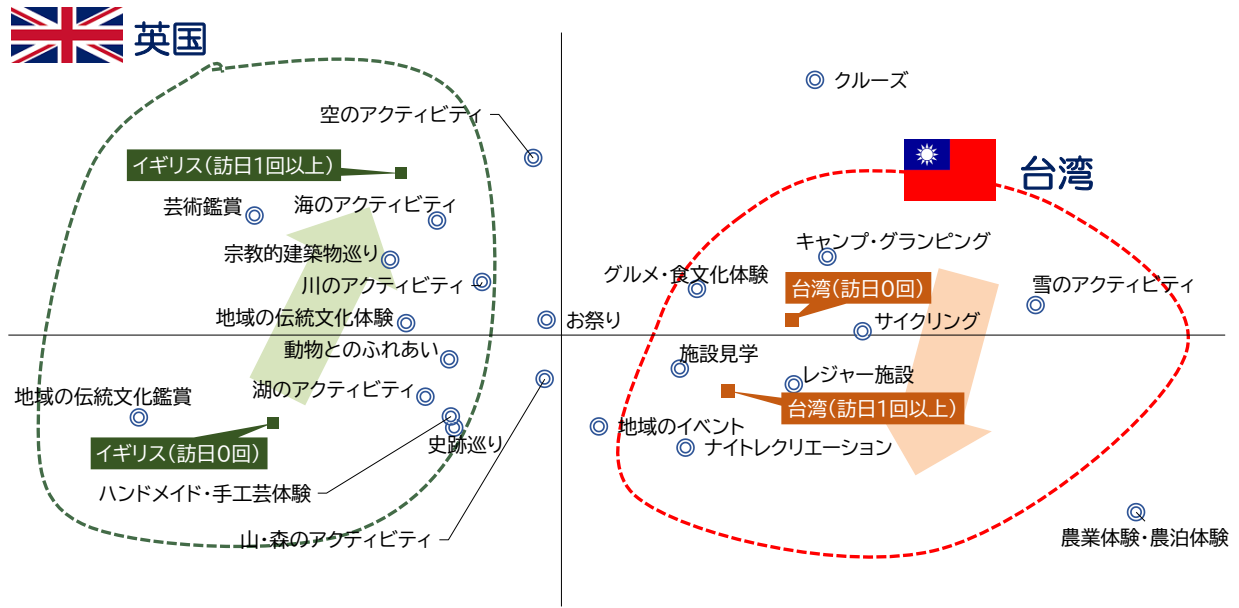 英国
クルーズ
空のアクティビティ
イギリス(訪日1回以上)
台湾
芸術鑑賞
海のアクティビティ
キャンプ・グランピング
宗教的建築物巡り
グルメ・食文化体験
川のアクティビティ
台湾(訪日0回)
雪のアクティビティ
地域の伝統文化体験
お祭り
サイクリング
動物とのふれあい
施設見学
レジャー施設
湖のアクティビティ
地域の伝統文化鑑賞
台湾(訪日1回以上)
地域のイベント
史跡巡り
ナイトレクリエーション
イギリス(訪日0回)
ハンドメイド・手工芸体験
山・森のアクティビティ
農業体験・農泊体験